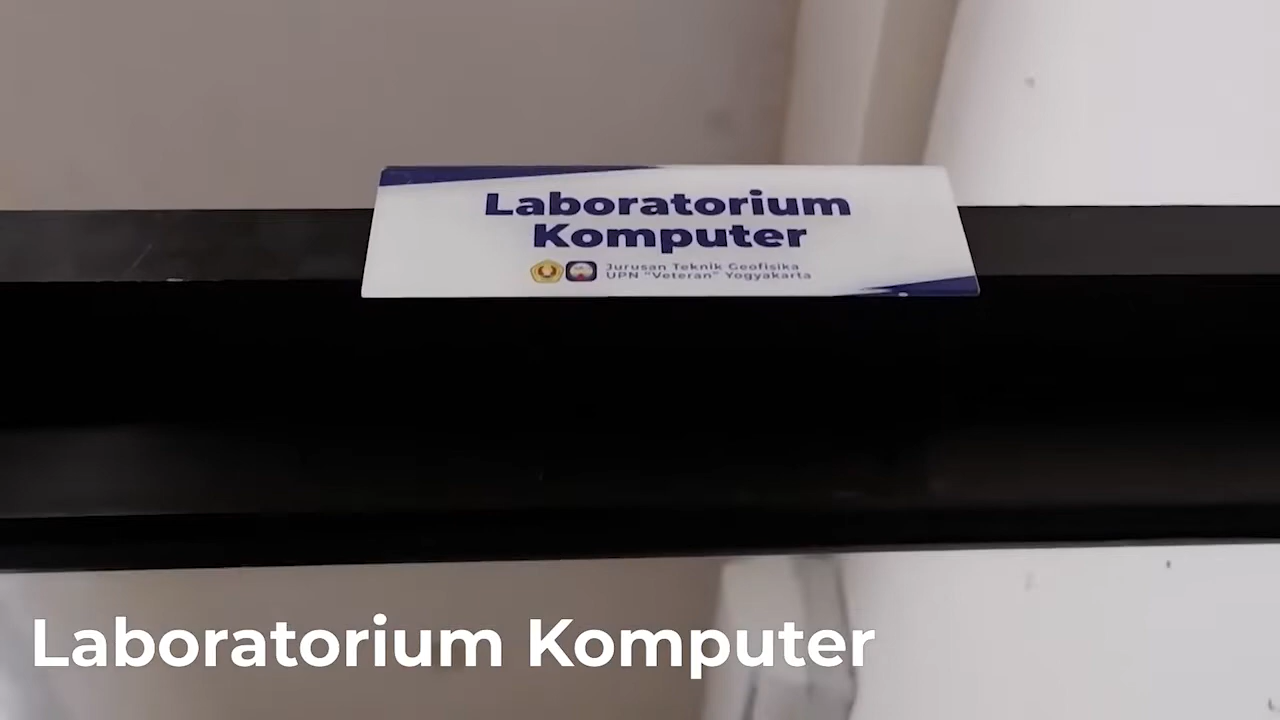 Laboratorium
Komputer
Jurusan Teknik Geofisika
UPN "Veteran" Yogyakarta
Laboratorium Komputer